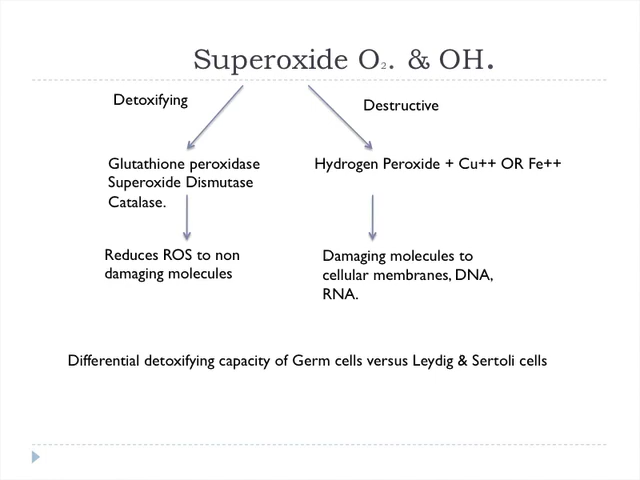 Superoxide O₂. & OH.
Detoxifying
Destructive
Glutathione peroxidase
Superoxide Dismutase
Catalase.
Hydrogen Peroxide + Cu++ OR Fe++
Reduces ROS to non
damaging molecules
Damaging molecules to
cellular membranes, DNA,
RNA.
Differential detoxifying capacity of Germ cells versus Leydig & Sertoli cells